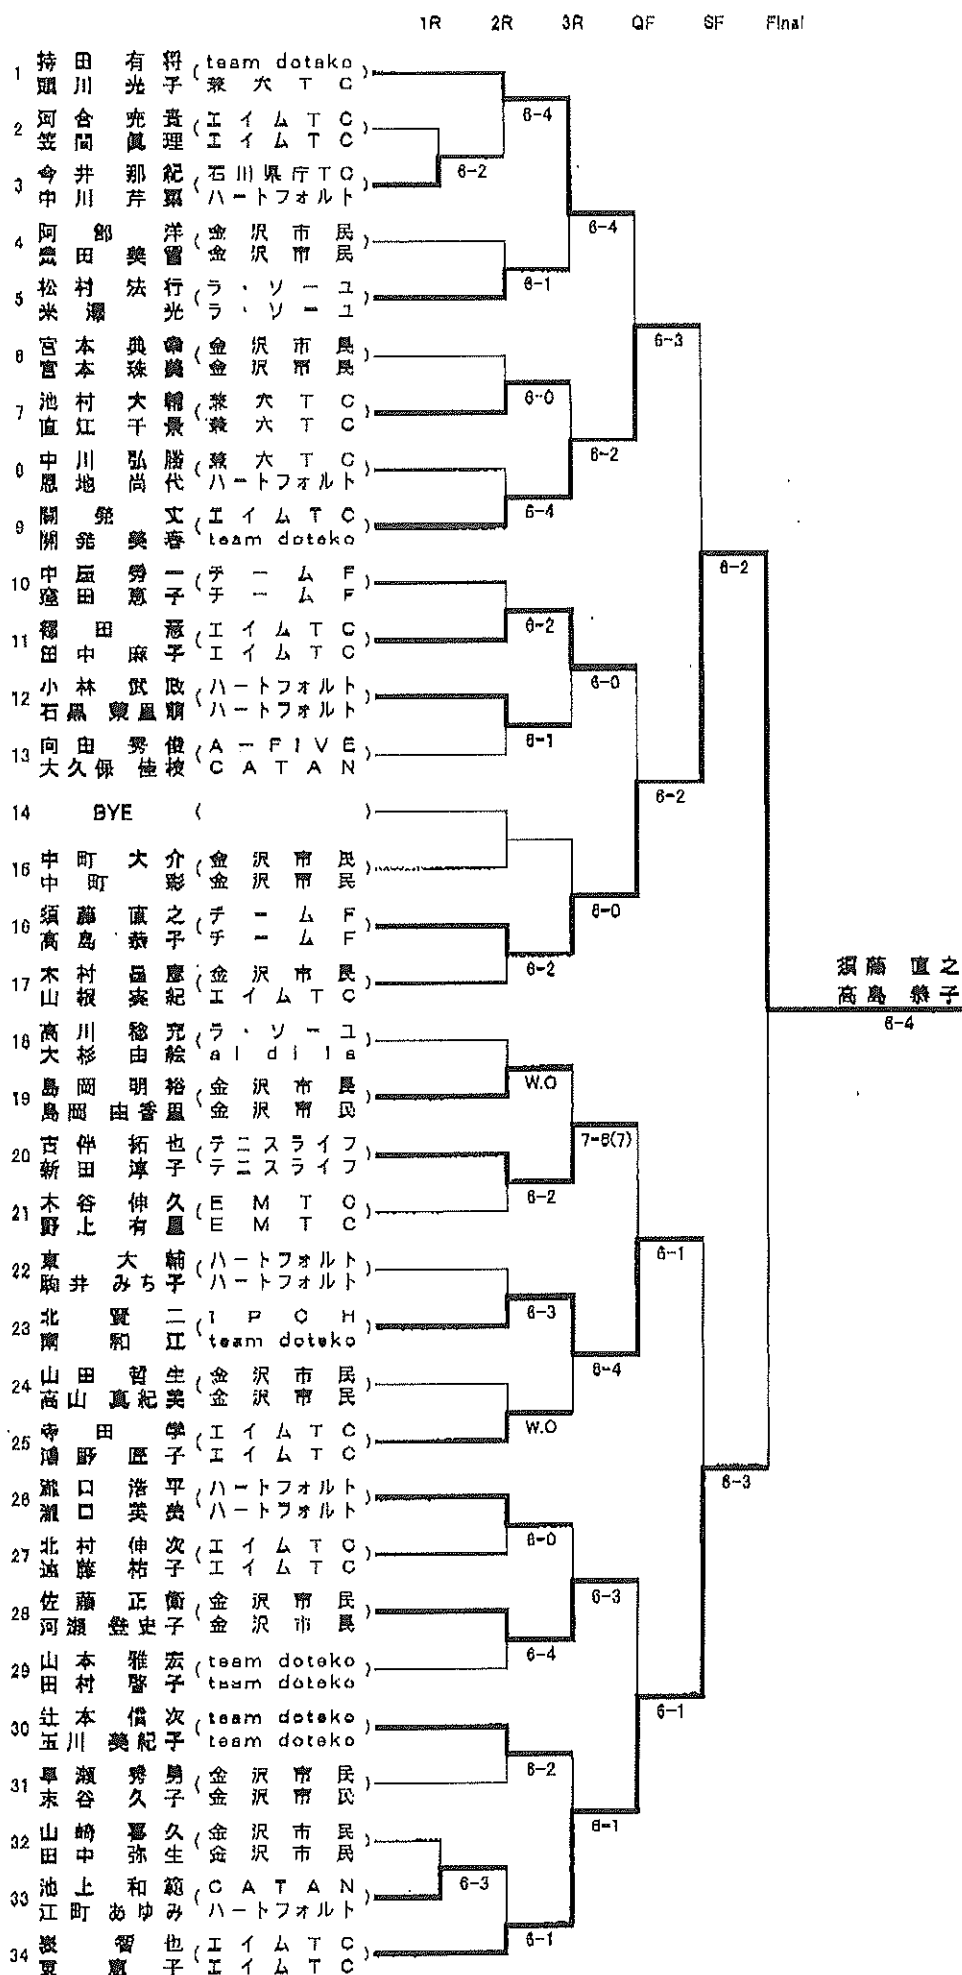 1R 2R 3R QF SF Final
1 持田 有将 (team doteko)
頭川 光子 兼六TC
2 河合 充貴 (エイムTC)
笠間 眞理 エイムTC
6-4
3 今井 那紀 (石川県庁TC)
中川 芹 ハートフォルト
6-2
4 阿部 洋 (金沢市民)
豊田 美 金沢市民
6-4
5 松村 法行 (ラ・ソーユ)
米澤 光 ラ・ソーユ
6-1
6 宮本 典 (金沢市民)
宮本 珠美 金沢市民
6-3
7 池村 大輔 (兼六TC)
直江 千景 兼六TC
6-0
8 中川 弘勝 (兼六TC)
恩地 尚代 ハートフォルト
6-2
9 開発 丈 (エイムTC)
開発 美春 team doteko
6-4
10 中屋 秀一 (チームF)
窪田 恵子 チームF
6-2
11 田 (エイムTC)
田中 麻子 エイムTC
6-2
12 小林 武政 (ハートフォルト)
石黒 ハートフォルト
6-0
13 向田 秀俊 (A-FIVE)
大久保 佳枝 CATAN
6-1
14 BYE ( )
6-2
15 中町 大介 (金沢市民)
中町 彩 金沢市民
16 須藤 直之 (チームF)
高島 恭子 チームF
6-0
17 木村 昌彦 (金沢市民)
山根 紀 エイムTC
6-2
須藤 直之
高島 恭子
6-4
18 高川 稔充 (ラ・ソーユ)
大杉 由絵 aldila
19 島岡 明裕 (金沢市民)
島岡 由香里 金沢市民
W.O
20 古伴 拓也 (テニスライフ)
新田 淳子 テニスライフ
7-6(7)
21 木谷 伸久 (EMTC)
野上 有里 EMTC
6-2
22 東 大輔 (ハートフォルト)
駒井 みち子 ハートフォルト
6-1
23 北 賢二 (IPCH)
南 和江 team doteko
6-3
24 山田 哲生 (金沢市民)
高山 真紀美 金沢市民
6-4
25 寺田 学 (エイムTC)
鴻野 子 エイムTC
W.O
26 瀧口 浩平 (ハートフォルト)
瀧口 英 ハートフォルト
6-3
27 北村 伸次 (エイムTC)
遠藤 祐子 エイムTC
6-0
28 佐藤 正衛 (金沢市民)
河瀬 登史子 金沢市民
6-3
29 山本 雅宏 (team doteko)
田村 啓子 team doteko
6-4
30 辻本 信次 (team doteko)
玉川 美紀子 team doteko
6-1
31 早瀬 秀男 (金沢市民)
末谷 久子 金沢市民
6-2
32 山崎 喜久 (金沢市民)
田中 弥生 金沢市民
6-1
33 池上 和範 (CATAN)
江町 あゆみ ハートフォルト
6-3
34 智也 (エイムTC)
子 エイムTC
6-1